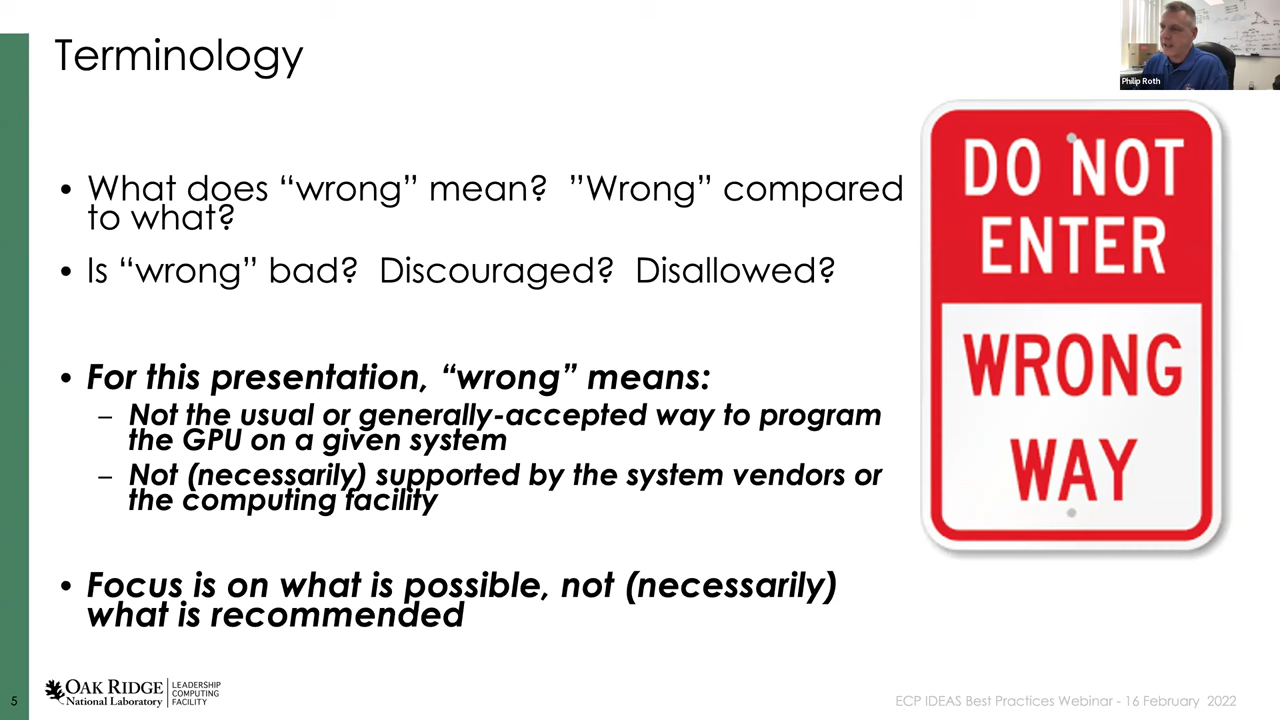 Terminology
Philip Roth
• What does “wrong” mean?  ”Wrong” compared
to what?
• Is “wrong” bad?  Discouraged?  Disallowed?
• For this presentation, “wrong” means:
– Not the usual or generally-accepted way to program
the GPU on a given system
– Not (necessarily) supported by the system vendors or
the computing facility
• Focus is on what is possible, not (necessarily)
what is recommended
DO NOT
ENTER
WRONG
WAY
5
OAK RIDGE
National Laboratory
LEADERSHIP
COMPUTING
FACILITY
ECP IDEAS Best Practices Webinar - 16 February 2022